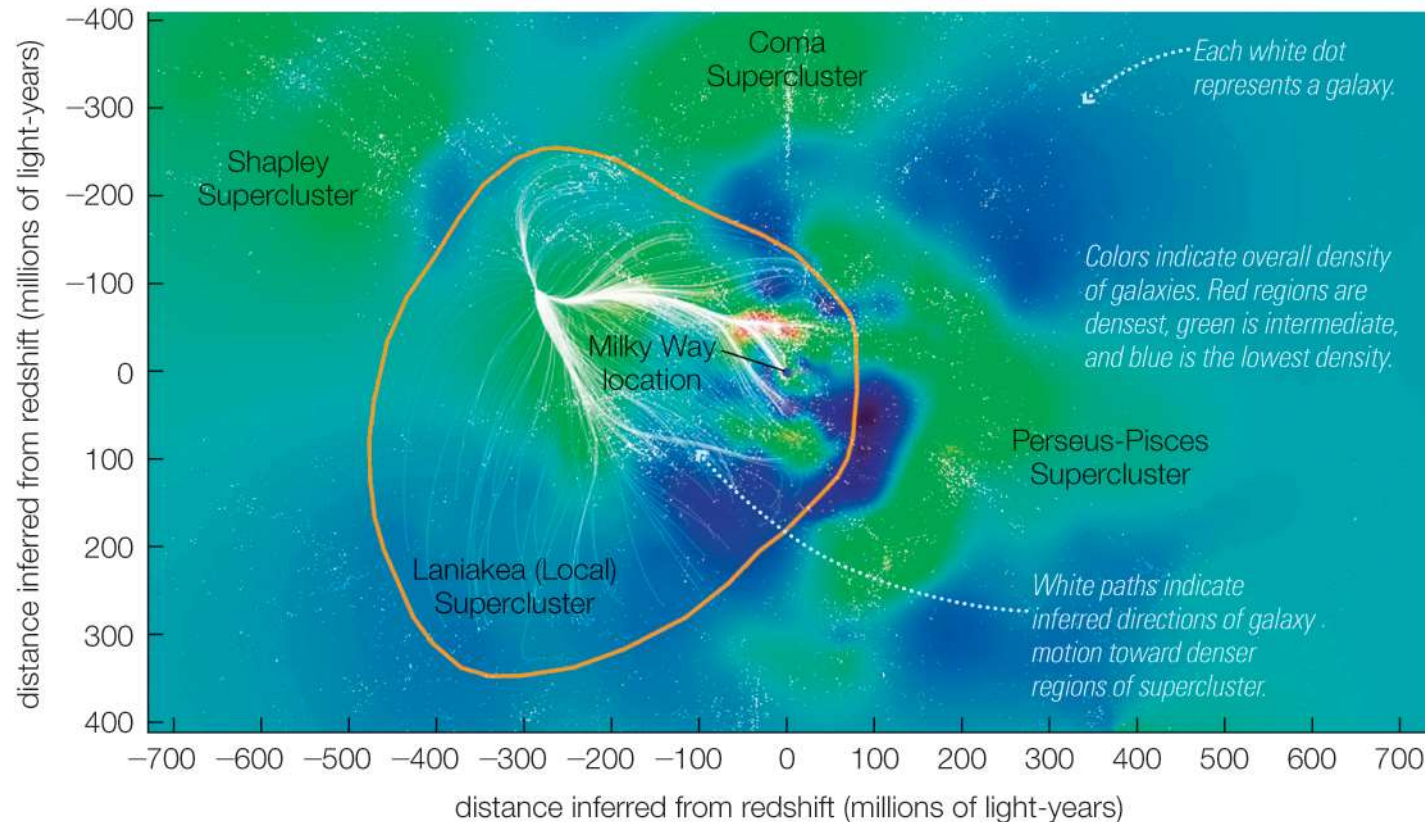 distance inferred from redshift (millions of light-years)
−400
−300
−200
−100
0
100
200
300
400
Coma
Supercluster
Each white dot
represents a galaxy.
Shapley
Supercluster
Colors indicate overall density
of galaxies. Red regions are
densest, green is intermediate,
and blue is the lowest density.
Milky Way
location
Perseus-Pisces
Supercluster
Laniakea (Local)
Supercluster
White paths indicate
inferred directions of galaxy
motion toward denser
regions of supercluster.
−700 −600 −500 −400 −300 −200 −100 0 100 200 300 400 500 600 700
distance inferred from redshift (millions of light-years)